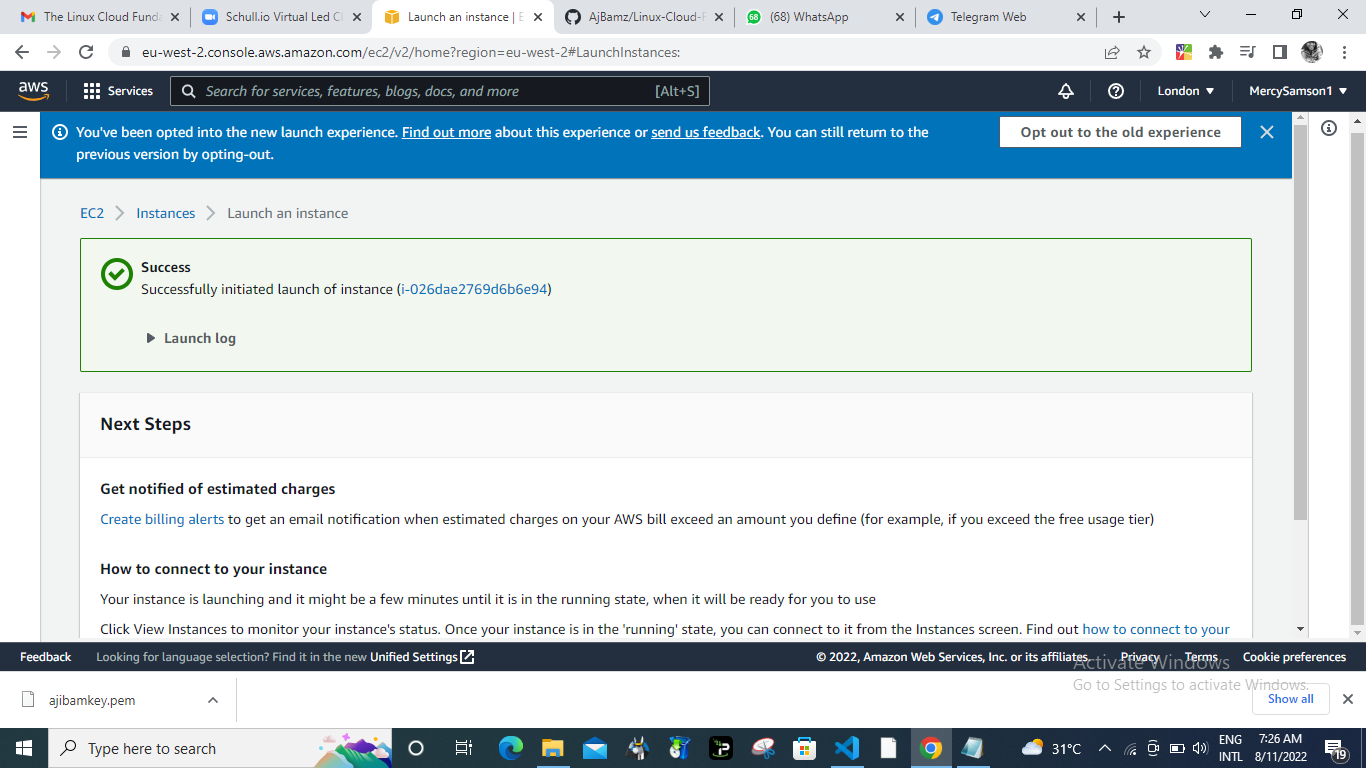 The Linux Cloud Funda
Schull.io Virtual Led Cl
Launch an instance | E
AjBamz/Linux-Cloud-F
(68) WhatsApp
Telegram Web
eu-west-2.console.aws.amazon.com/ec2/v2/home?region=eu-west-2#LaunchInstances:
aws
Services
Search for services, features, blogs, docs, and more
[Alt+S]
London
MercySamson1
You've been opted into the new launch experience. Find out more about this experience or send us feedback. You can still return to the
previous version by opting-out.
Opt out to the old experience
EC2
Instances
Launch an instance
Success
Successfully initiated launch of instance (i-026dae2769d6b6e94)
Launch log
Next Steps
Get notified of estimated charges
Create billing alerts to get an email notification when estimated charges on your AWS bill exceed an amount you define (for example, if you exceed the free usage tier)
How to connect to your instance
Your instance is launching and it might be a few minutes until it is in the running state, when it will be ready for you to use
Click View Instances to monitor your instance's status. Once your instance is in the 'running' state, you can connect to it from the Instances screen. Find out how to connect to your
Feedback
Looking for language selection? Find it in the new Unified Settings
© 2022, Amazon Web Services, Inc. or its affiliates.
Privacy
Terms
Cookie preferences
Activate Windows
Go to Settings to activate Windows.
ajibamkey.pem
Show all
Type here to search
31°C
ENG
INTL
7:26 AM
8/11/2022
19